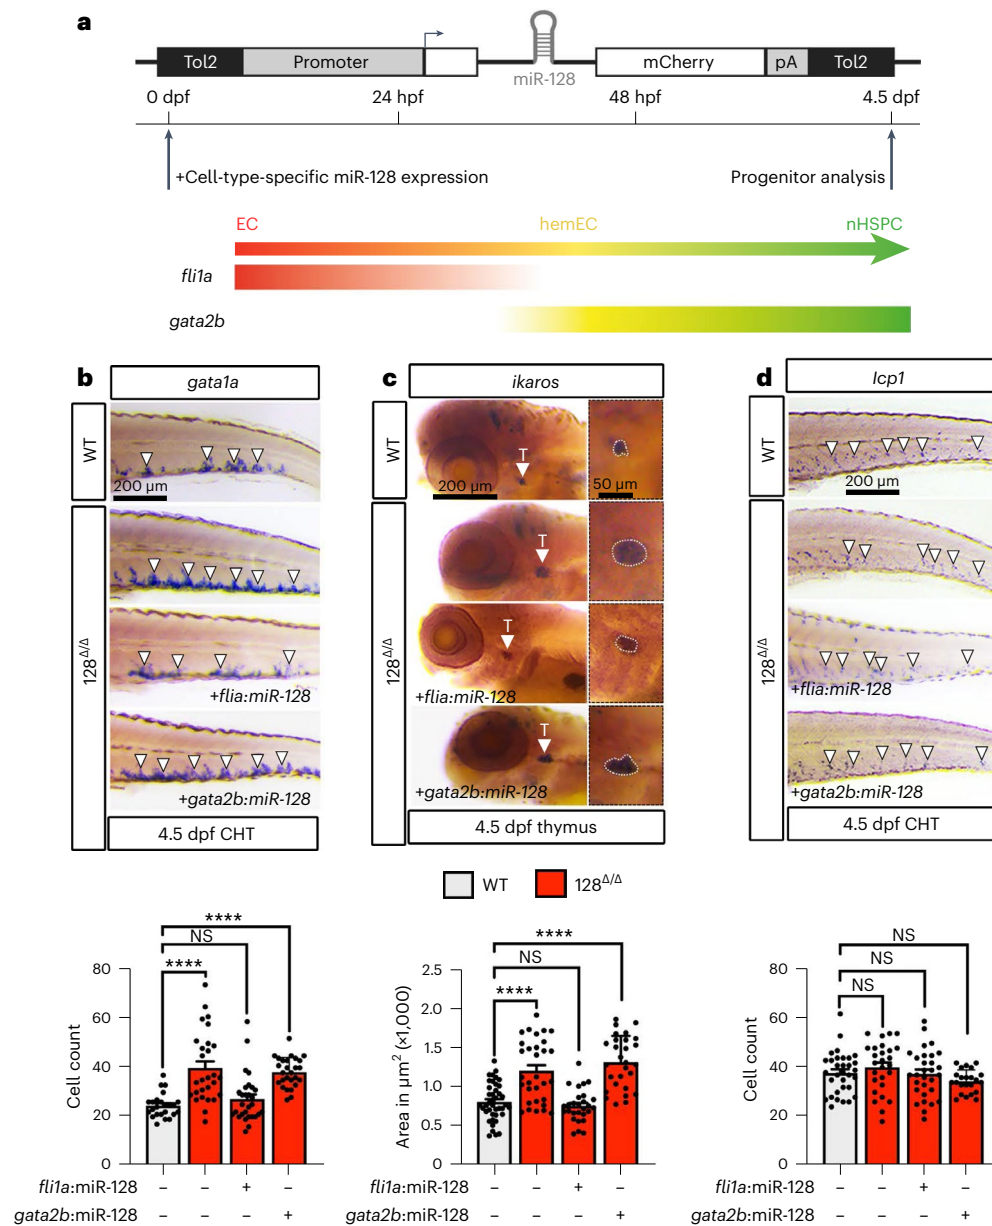 a
Tol2 Promoter mCherry pA Tol2
miR-128
0 dpf 24 hpf 48 hpf 4.5 dpf
+Cell-type-specific miR-128 expression Progenitor analysis
EC hemEC nHSPC
fli1a
gata2b
b
gata1a
WT
200 μm
128Δ/Δ
+flia:miR-128
+gata2b:miR-128
4.5 dpf CHT
c
ikaros
WT
T
200 μm 50 μm
128Δ/Δ
T
T
+flia:miR-128
T
+gata2b:miR-128
4.5 dpf thymus
d
lcp1
WT
200 μm
128Δ/Δ
+flia:miR-128
+gata2b:miR-128
4.5 dpf CHT
WT 128Δ/Δ
****
NS
****
80
60
40
20
0
Cell count
fli1a:miR-128 – – + –
gata2b:miR-128 – – – +
****
NS
****
2.5
2.0
1.5
1.0
0.5
0
Area in μm² (×1,000)
fli1a:miR-128 – – + –
gata2b:miR-128 – – – +
NS
NS
NS
80
60
40
20
0
Cell count
fli1a:miR-128 – – + –
gata2b:miR-128 – – – +